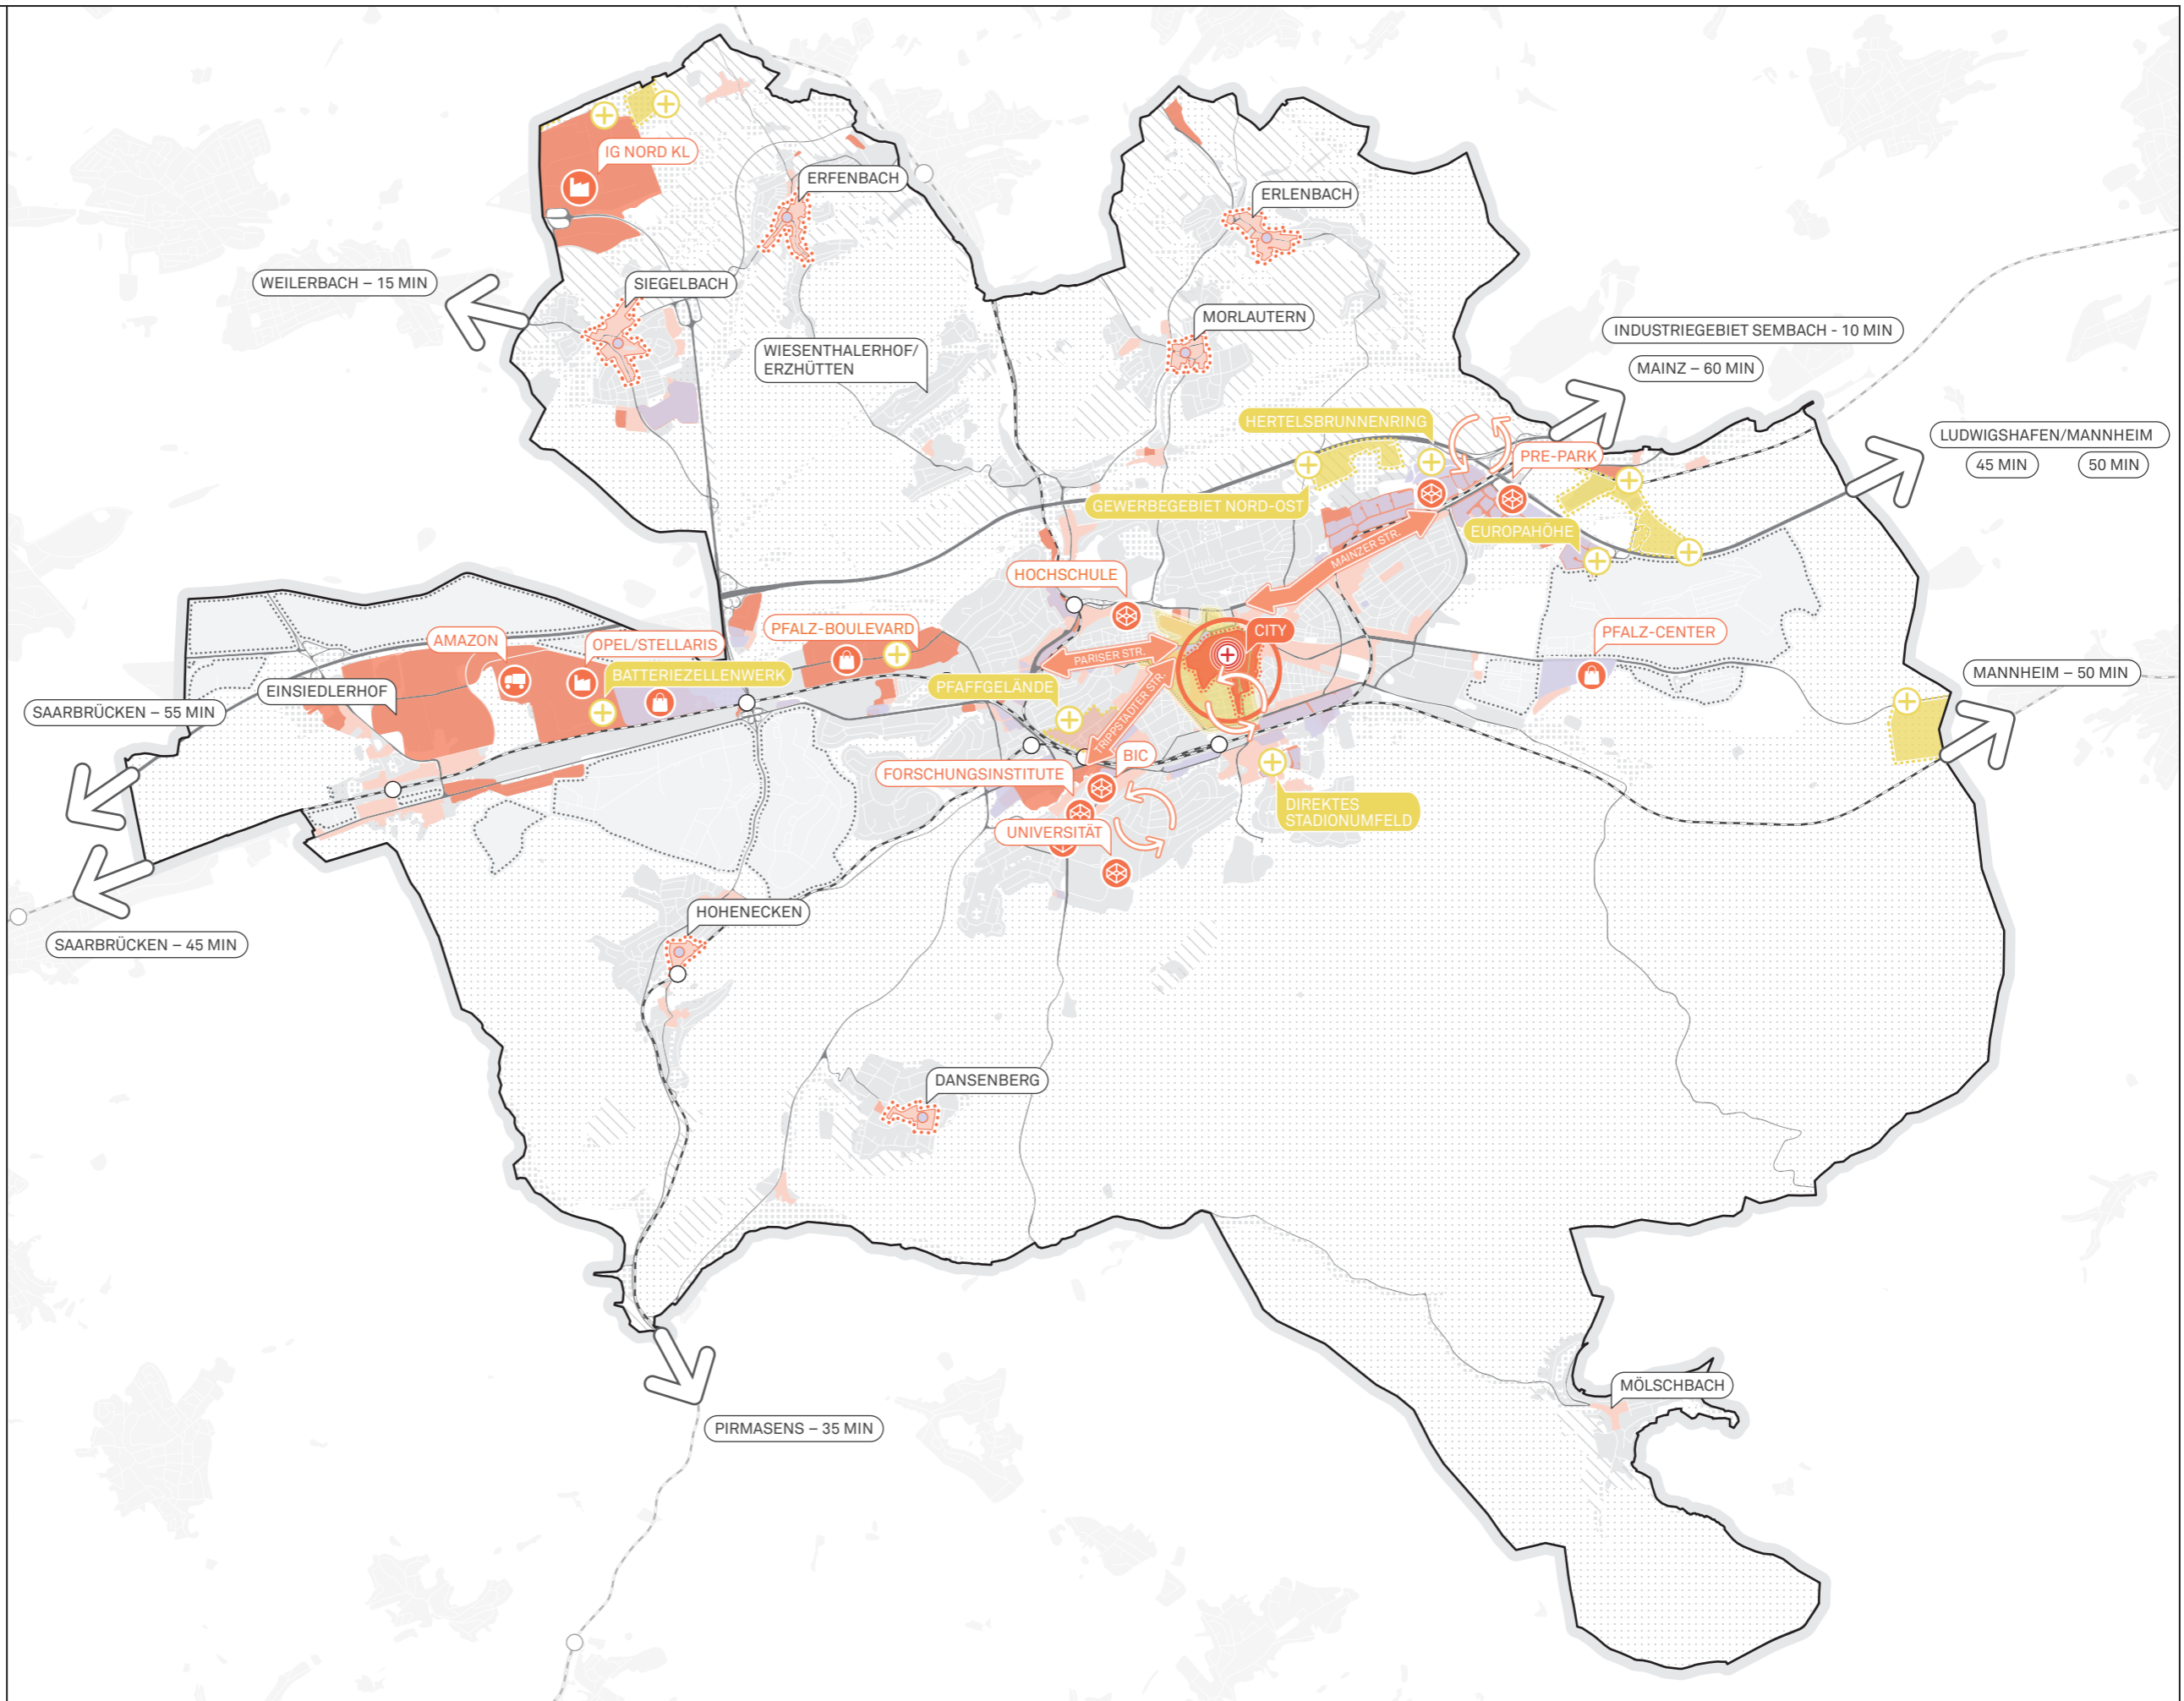 IG NORD KL
ERFENBACH
ERLENBACH
WEILERBACH – 15 MIN
SIEGELBACH
MORLAUTERN
WIESENTHALERHOF/
ERZHÜTTEN
INDUSTRIEGEBIET SEMBACH - 10 MIN
MAINZ – 60 MIN
HERTELSBRUNNENRING
LUDWIGSHAFEN/MANNHEIM
45 MIN
50 MIN
PRE-PARK
GEWERBEGEBIET NORD-OST
EUROPAHÖHE
MAINZER STR.
HOCHSCHULE
AMAZON
OPEL/STELLARIS
PFALZ-BOULEVARD
CITY
PFALZ-CENTER
PARISER STR.
BATTERIEZELLENWERK
EINSIEDLERHOF
PFAFFGELÄNDE
MANNHEIM – 50 MIN
SAARBRÜCKEN – 55 MIN
TRIPPSTADTER STR.
BIC
FORSCHUNGSINSTITUTE
DIREKTES
STADIONUMFELD
UNIVERSITÄT
HOHENECKEN
SAARBRÜCKEN – 45 MIN
DANSENBERG
MÖLSCHBACH
PIRMASENS – 35 MIN